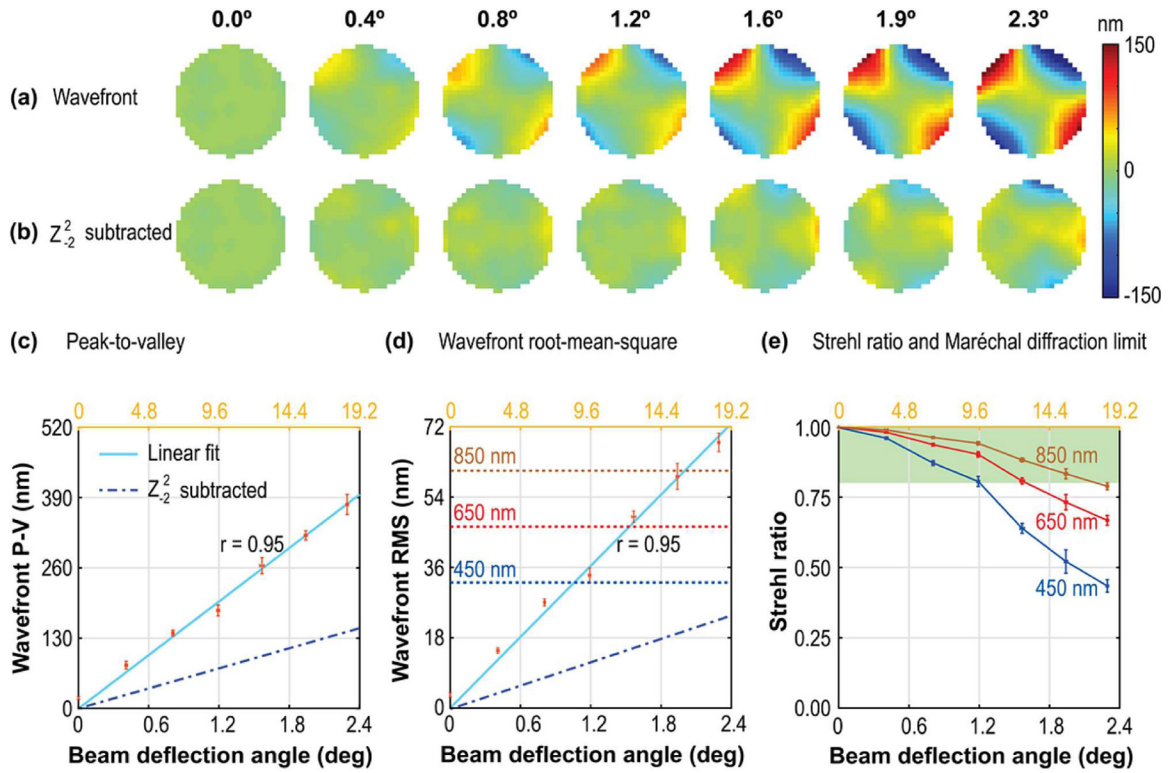 0.0º 0.4º 0.8º 1.2º 1.6º 1.9º 2.3º nm
150
(a) Wavefront
0
(b) Z²₋₂ subtracted
-150
(c) Peak-to-valley
(d) Wavefront root-mean-square
(e) Strehl ratio and Maréchal diffraction limit
0 4.8 9.6 14.4 19.2
520
390
260
130
0
Wavefront P-V (nm)
Linear fit
Z²₋₂ subtracted
r = 0.95
0 0.6 1.2 1.8 2.4
Beam deflection angle (deg)
0 4.8 9.6 14.4 19.2
72
54
36
18
0
Wavefront RMS (nm)
850 nm
650 nm
r = 0.95
450 nm
0 0.6 1.2 1.8 2.4
Beam deflection angle (deg)
0 4.8 9.6 14.4 19.2
1.00
0.75
0.50
0.25
0.00
Strehl ratio
850 nm
650 nm
450 nm
0 0.6 1.2 1.8 2.4
Beam deflection angle (deg)